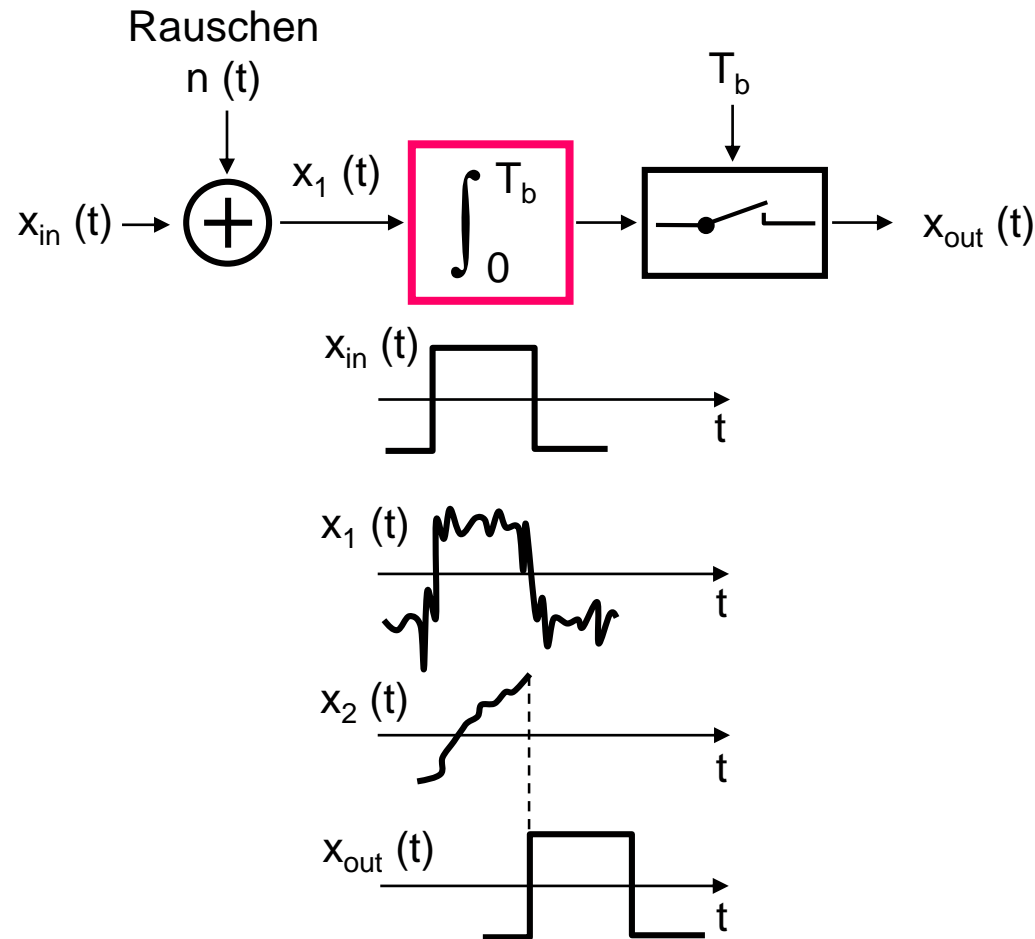 Rauschen
n (t)
T_b
x_in (t)
+
x_1 (t)
∫ T_b 0
x_out (t)
x_in (t)
t
x_1 (t)
t
x_2 (t)
t
x_out (t)
t